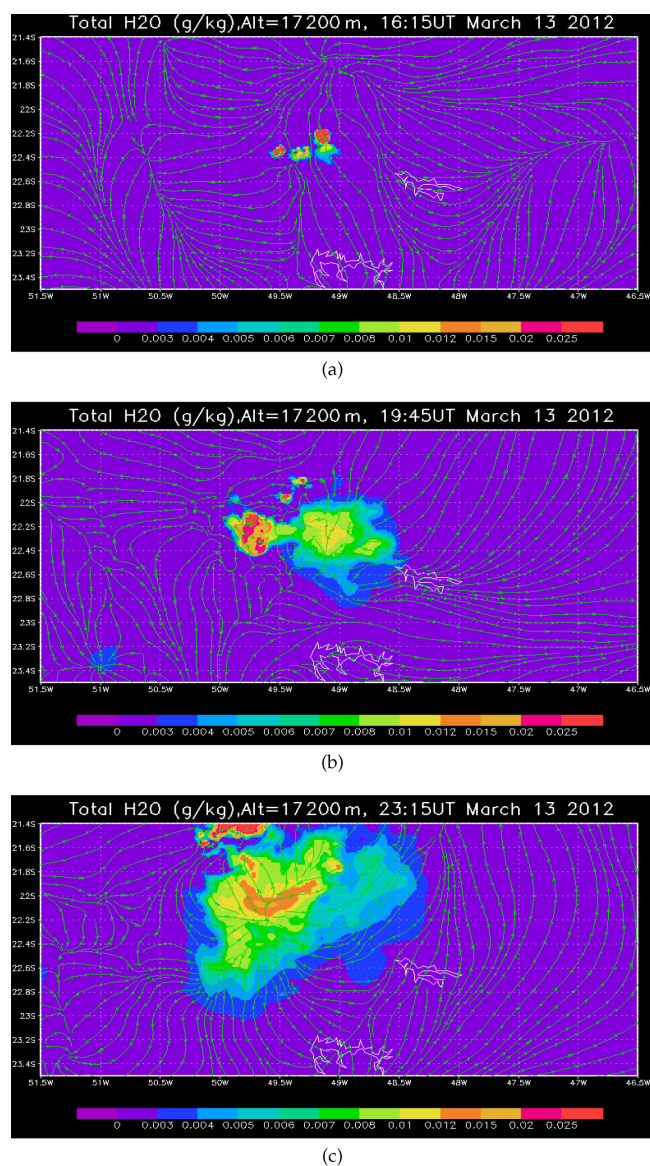 Total H2O (g/kg),Alt=17200m, 16:15UT March 13 2012
21.4S
21.6S
21.8S
22S
22.2S
22.4S
22.6S
22.8S
23S
23.2S
23.4S
51.5W 51W 50.5W 50W 49.5W 49W 48.5W 48W 47.5W 47W 46.5W
0 0.003 0.004 0.005 0.006 0.007 0.008 0.01 0.012 0.015 0.02 0.025
(a)
Total H2O (g/kg),Alt=17200m, 19:45UT March 13 2012
21.4S
21.6S
21.8S
22S
22.2S
22.4S
22.6S
22.8S
23S
23.2S
23.4S
51.5W 51W 50.5W 50W 49.5W 49W 48.5W 48W 47.5W 47W 46.5W
0 0.003 0.004 0.005 0.006 0.007 0.008 0.01 0.012 0.015 0.02 0.025
(b)
Total H2O (g/kg),Alt=17200m, 23:15UT March 13 2012
21.4S
21.6S
21.8S
22S
22.2S
22.4S
22.6S
22.8S
23S
23.2S
23.4S
51.5W 51W 50.5W 50W 49.5W 49W 48.5W 48W 47.5W 47W 46.5W
0 0.003 0.004 0.005 0.006 0.007 0.008 0.01 0.012 0.015 0.02 0.025
(c)